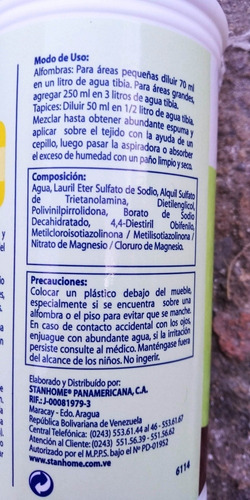 Modo de Uso:
Alfombras: Para áreas pequeñas diluir 70 ml
en un litro de agua tibia. Para áreas grandes,
agregar 250 ml en 3 litros de agua tibia.
Tapices: Diluir 50 ml en 1/2 litro de agua tibia.
Mezclar hasta obtener abundante espuma y
aplicar sobre el tejido con la ayuda de un
cepillo, luego pasar la aspiradora o absorber
el exceso de humedad con un paño limpio y seco.
Composición:
Agua, Lauril Eter Sulfato de Sodio, Alquil Sulfato
de Trietanolamina, Dietilenglicol,
Polivinilpirrolidona, Borato de Sodio
Decahidratado, 4,4-Diestiril Obifenilo,
Metilcloroisotiazolinona / Metilisotiazolinona/
Nitrato de Magnesio / Cloruro de Magnesio.
Precauciones:
Colocar un plástico debajo del mueble,
especialmente si se encuentra sobre una
alfombra o el piso para evitar que se manche.
En caso de contacto accidental con los ojos,
enjuague con abundante agua, si la irritación
persiste consulte al médico. Manténgase fuera
del alcance de los niños. No ingerir.
Elaborado y Distribuido por:
STANHOME® PANAMERICANA, C.A.
RIF.: J-00081979-3
Maracay - Edo. Aragua
República Bolivariana de Venezuela
Central Telefónica: (0243) 553.61.44 al 46 - 553.61.67
Atención al Cliente: (0243) 551.56.39 - 551.56.62
Autorizado por el M.P.P.S. bajo el Nº PD-01952
www.stanhome.com.ve
6114